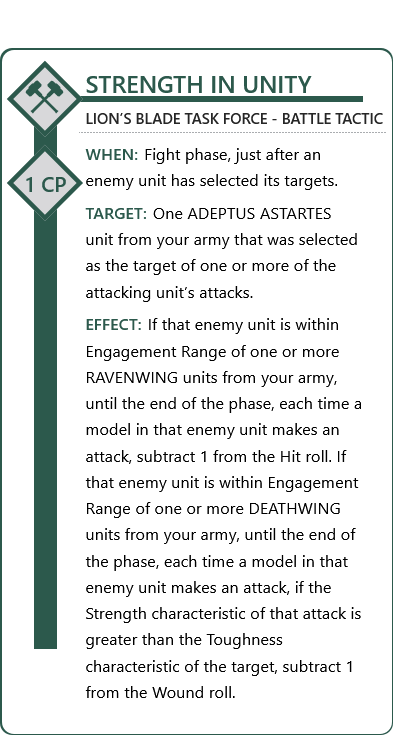 STRENGTH IN UNITY
LION'S BLADE TASK FORCE - BATTLE TACTIC
1 CP
WHEN: Fight phase, just after an
enemy unit has selected its targets.
TARGET: One ADEPTUS ASTARTES
unit from your army that was selected
as the target of one or more of the
attacking unit's attacks.
EFFECT: If that enemy unit is within
Engagement Range of one or more
RAVENWING units from your army,
until the end of the phase, each time a
model in that enemy unit makes an
attack, subtract 1 from the Hit roll. If
that enemy unit is within Engagement
Range of one or more DEATHWING
units from your army, until the end of
the phase, each time a model in that
enemy unit makes an attack, if the
Strength characteristic of that attack is
greater than the Toughness
characteristic of the target, subtract 1
from the Wound roll.